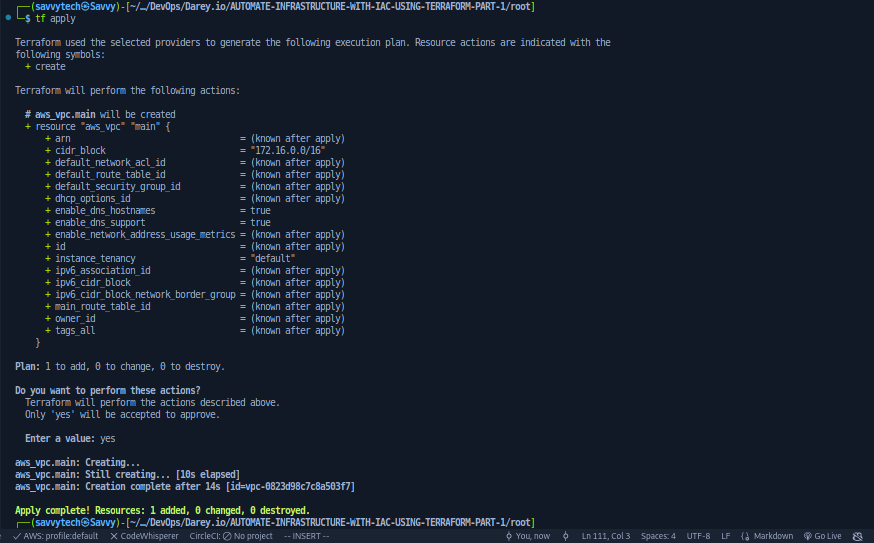 ┌──(savvytech㉿Savvy)-[~/…/DevOps/Darey.io/AUTOMATE-INFRASTRUCTURE-WITH-IAC-USING-TERRAFORM-PART-1/root]
└─$ tf apply
Terraform used the selected providers to generate the following execution plan. Resource actions are indicated with the
following symbols:
+ create
Terraform will perform the following actions:
# aws_vpc.main will be created
+ resource "aws_vpc" "main" {
+ arn = (known after apply)
+ cidr_block = "172.16.0.0/16"
+ default_network_acl_id = (known after apply)
+ default_route_table_id = (known after apply)
+ default_security_group_id = (known after apply)
+ dhcp_options_id = (known after apply)
+ enable_dns_hostnames = true
+ enable_dns_support = true
+ enable_network_address_usage_metrics = (known after apply)
+ id = (known after apply)
+ instance_tenancy = "default"
+ ipv6_association_id = (known after apply)
+ ipv6_cidr_block = (known after apply)
+ ipv6_cidr_block_network_border_group = (known after apply)
+ main_route_table_id = (known after apply)
+ owner_id = (known after apply)
+ tags_all = (known after apply)
}
Plan: 1 to add, 0 to change, 0 to destroy.
Do you want to perform these actions?
Terraform will perform the actions described above.
Only 'yes' will be accepted to approve.
Enter a value: yes
aws_vpc.main: Creating...
aws_vpc.main: Still creating... [10s elapsed]
aws_vpc.main: Creation complete after 14s [id=vpc-0823d98c7c8a503f7]
Apply complete! Resources: 1 added, 0 changed, 0 destroyed.
┌──(savvytech㉿Savvy)-[~/…/DevOps/Darey.io/AUTOMATE-INFRASTRUCTURE-WITH-IAC-USING-TERRAFORM-PART-1/root]
AWS: profile:default CodeWhisperer CircleCI: No project -- INSERT -- You, now Ln 111, Col 3 Spaces: 4 UTF-8 LF Markdown Go Live